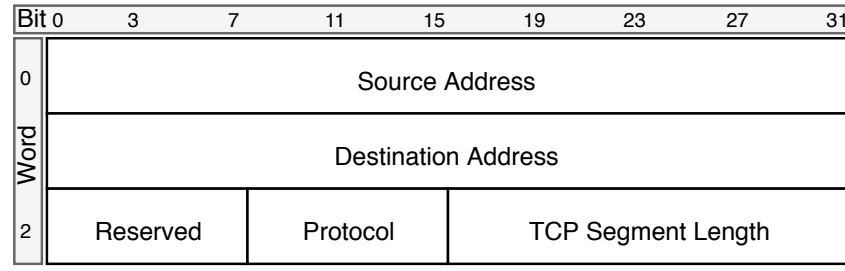 Bit 0 3 7 11 15 19 23 27 31
0 Source Address
Word Destination Address
2 Reserved Protocol TCP Segment Length